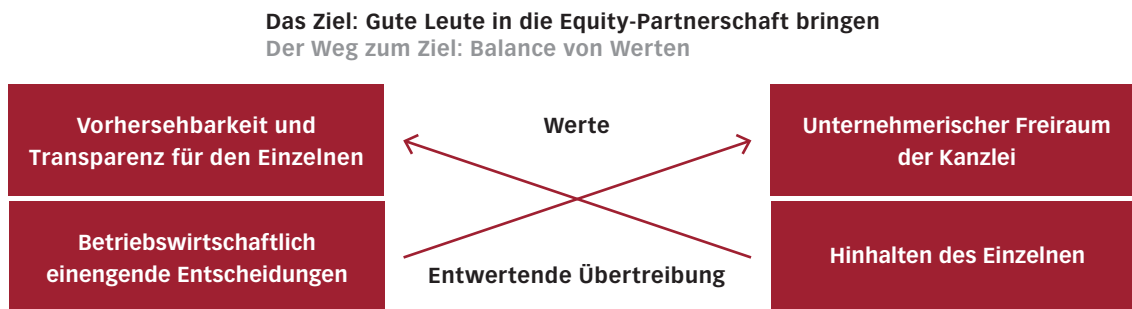 Das Ziel: Gute Leute in die Equity-Partnerschaft bringen
Der Weg zum Ziel: Balance von Werten
Vorhersehbarkeit und
Transparenz für den Einzelnen
Werte
Unternehmerischer Freiraum
der Kanzlei
Betriebswirtschaftlich
einengende Entscheidungen
Entwertende Übertreibung
Hinhalten des Einzelnen